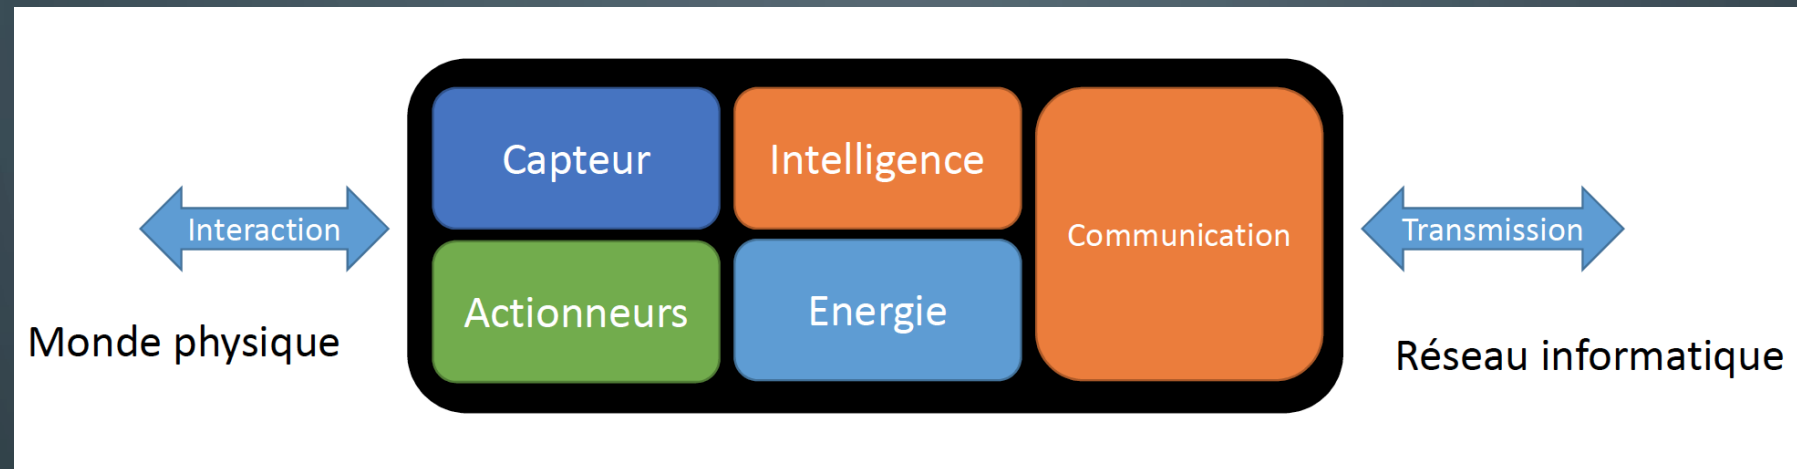 Capteur
Intelligence
Communication
Interaction
Transmission
Actionneurs
Energie
Monde physique
Réseau informatique